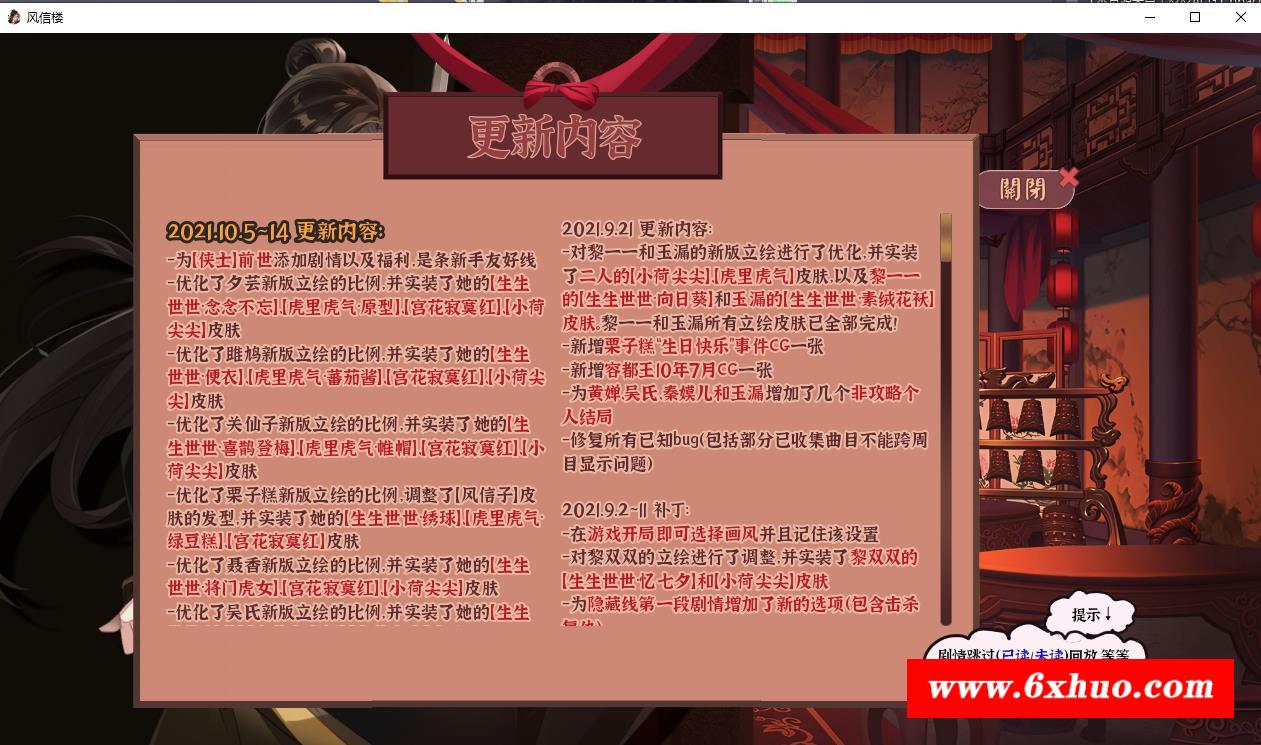 风信楼
更新内容
關閉
2021.10.5~14 更新内容:
-为[侠士]前世添加剧情以及福利,是条新手友好线
-优化了夕芸新版立绘的比例,并实装了她的[生生
世世·念念不忘],[虎里虎气·原型],[宫花寂寞红],[小荷
尖尖]皮肤
-优化了雎鸠新版立绘的比例,并实装了她的[生生
世世·便衣],[虎里虎气·蕃茄酱],[宫花寂寞红],[小荷尖
尖]皮肤
-优化了关仙子新版立绘的比例,并实装了她的[生
生世世·喜鹊登梅],[虎里虎气·帷帽],[宫花寂寞红],[小
荷尖尖]皮肤
-优化了栗子糕新版立绘的比例,调整了[风信子]皮
肤的发型,并实装了她的[生生世世·绣球],[虎里虎气·
绿豆糕],[宫花寂寞红]皮肤
-优化了聂香新版立绘的比例,并实装了她的[生生
世世·将门虎女],[宫花寂寞红],[小荷尖尖]皮肤
-优化了吴氏新版立绘的比例,并实装了她的[生生
2021.9.21 更新内容:
-对黎一一和玉漏的新版立绘进行了优化,并实装
了二人的[小荷尖尖],[虎里虎气]皮肤,以及黎一一
的[生生世世·向日葵]和玉漏的[生生世世·素绒花袄]
皮肤。黎一一和玉漏所有立绘皮肤已全部完成!
-新增栗子糕"生日快乐"事件CG一张
-新增容都王10年7月CG一张
-为黄婵,吴氏,秦嫫儿和玉漏增加了几个非攻略个
人结局
-修复所有已知bug(包括部分已收集曲目不能跨周
目显示问题)
2021.9.2~11 补丁:
-在游戏开局即可选择画风并且记住该设置
-对黎双双的立绘进行了调整,并实装了黎双双的
[生生世世·忆七夕]和[小荷尖尖]皮肤
-为隐藏线第一段剧情增加了新的选项(包含击杀
提示↓
剧情跳过(已读/未读)回放,等等
www.6xhuo.com